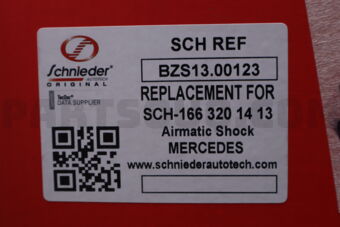 Schnieder
autotech
ORIGINAL
TecDoc
DATA SUPPLIER
SCH REF
BZS13.00123
REPLACEMENT FOR
SCH-166 320 14 13
Airmatic Shock
MERCEDES
www.schniederautotech.com